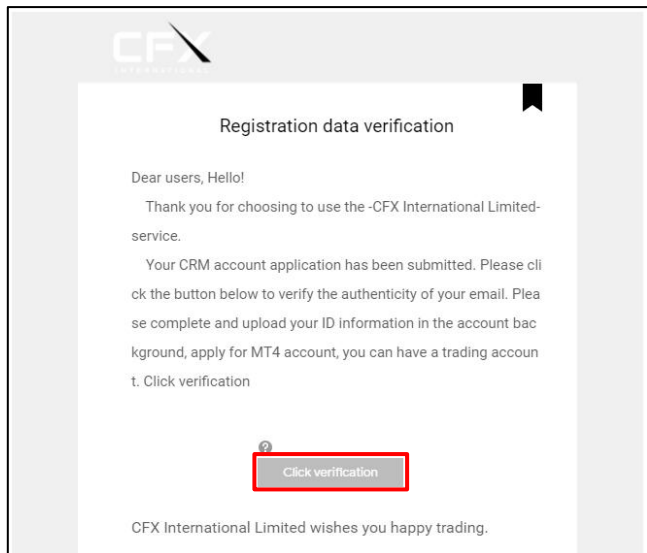 CFX
INTERNATIONAL
Registration data verification
Dear users, Hello!
Thank you for choosing to use the -CFX International Limited-
service.
Your CRM account application has been submitted. Please cli
ck the button below to verify the authenticity of your email. Plea
se complete and upload your ID information in the account bac
kground, apply for MT4 account, you can have a trading accoun
t. Click verification
?
Click verification
CFX International Limited wishes you happy trading.